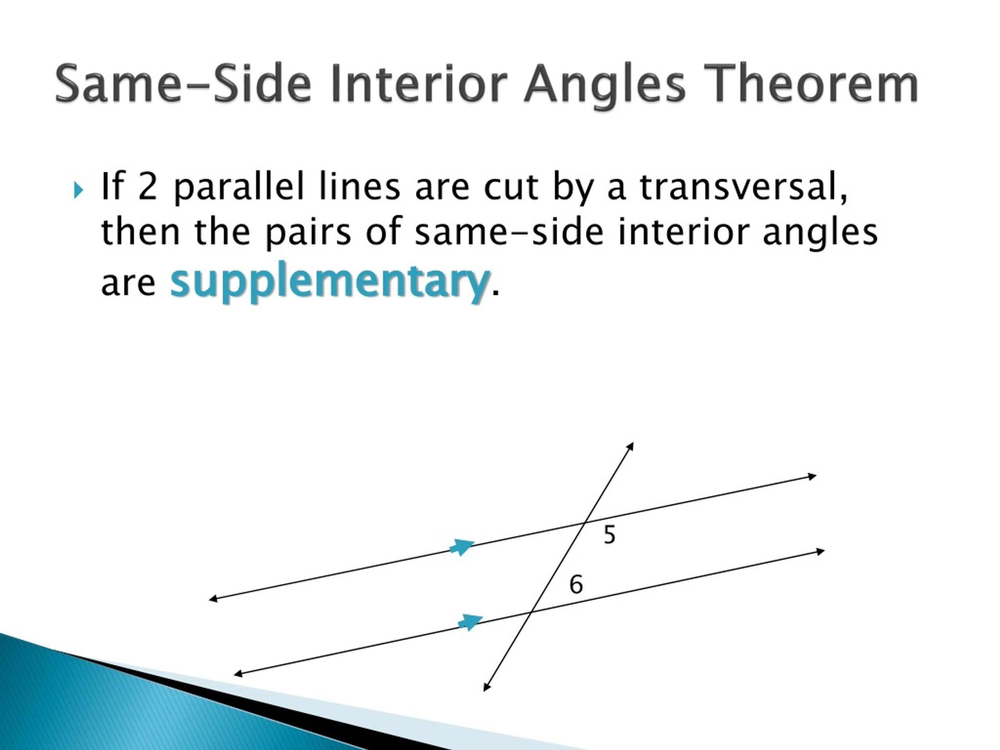 Same-Side Interior Angles Theorem
If 2 parallel lines are cut by a transversal,
then the pairs of same-side interior angles
are supplementary.
5
6